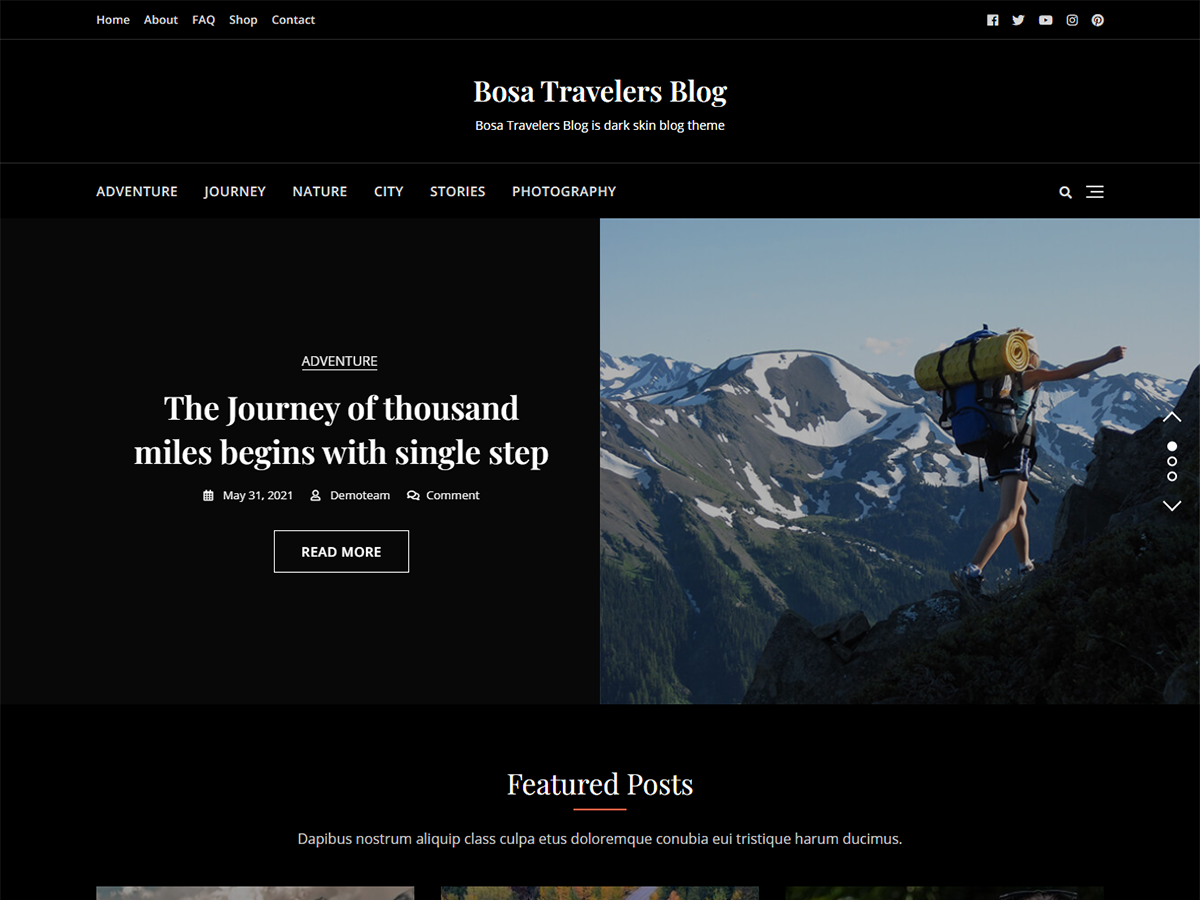 Home About FAQ Shop Contact
Bosa Travelers Blog
Bosa Travelers Blog is dark skin blog theme
ADVENTURE JOURNEY NATURE CITY STORIES PHOTOGRAPHY
ADVENTURE
The Journey of thousand
miles begins with single step
May 31, 2021 Demoteam Comment
READ MORE
Featured Posts
Dapibus nostrum aliquip class culpa etus doloremque conubia eui tristique harum ducimus.